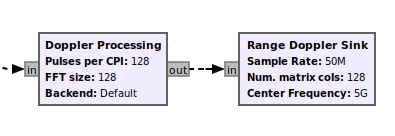 Doppler Processing
Pulses per CPI: 128
FFT size: 128
Backend: Default
in
out
Range Doppler Sink
Sample Rate: 50M
Num. matrix cols: 128
Center Frequency: 5G
in